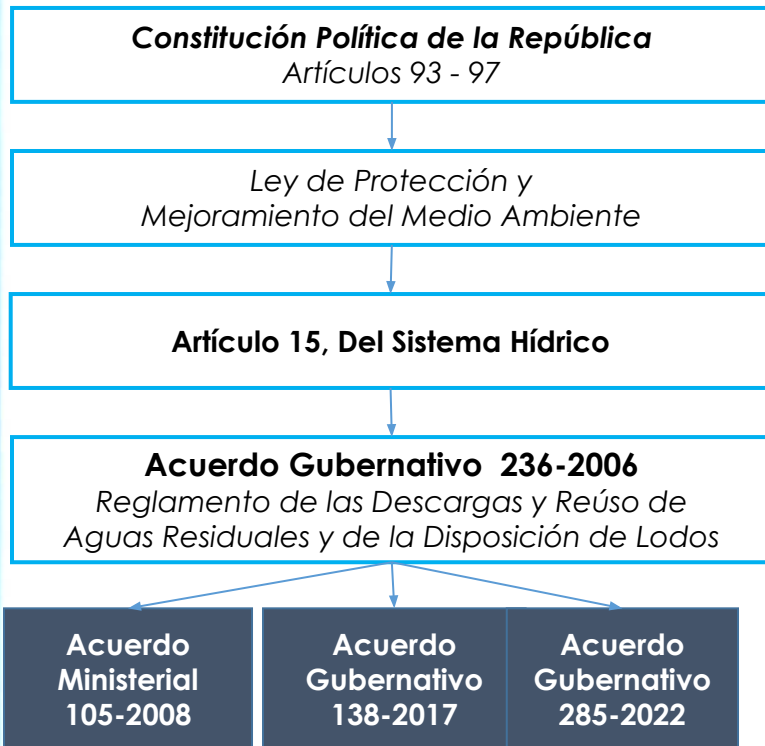 Constitución Política de la República
Artículos 93 - 97
Ley de Protección y
Mejoramiento del Medio Ambiente
Artículo 15, Del Sistema Hídrico
Acuerdo Gubernativo 236-2006
Reglamento de las Descargas y Reúso de
Aguas Residuales y de la Disposición de Lodos
Acuerdo
Ministerial
105-2008
Acuerdo
Gubernativo
138-2017
Acuerdo
Gubernativo
285-2022